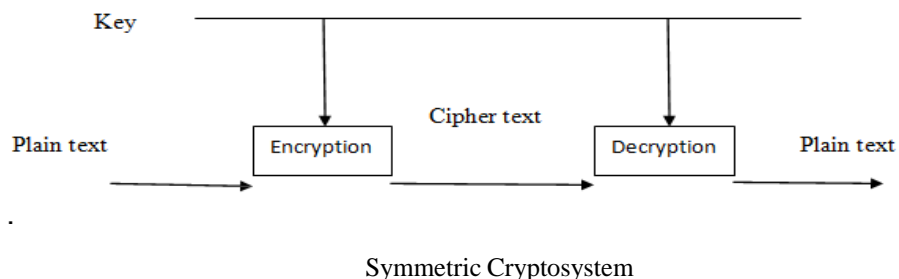 Key
Cipher text
Plain text
Encryption
Decryption
Plain text
.
Symmetric Cryptosystem